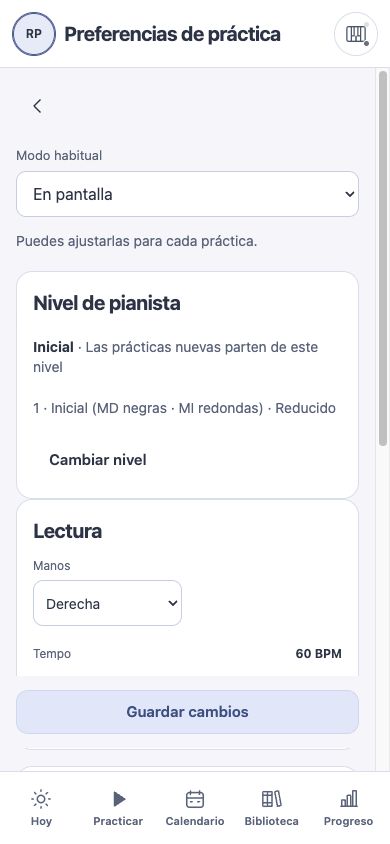 RP
Preferencias de práctica
Modo habitual
En pantalla
Puedes ajustarlas para cada práctica.
Nivel de pianista
Inicial · Las prácticas nuevas parten de este
nivel
1 · Inicial (MD negras · MI redondas) · Reducido
Cambiar nivel
Lectura
Manos
Derecha
Tempo 60 BPM
Guardar cambios
Hoy Practicar Calendario Biblioteca Progreso